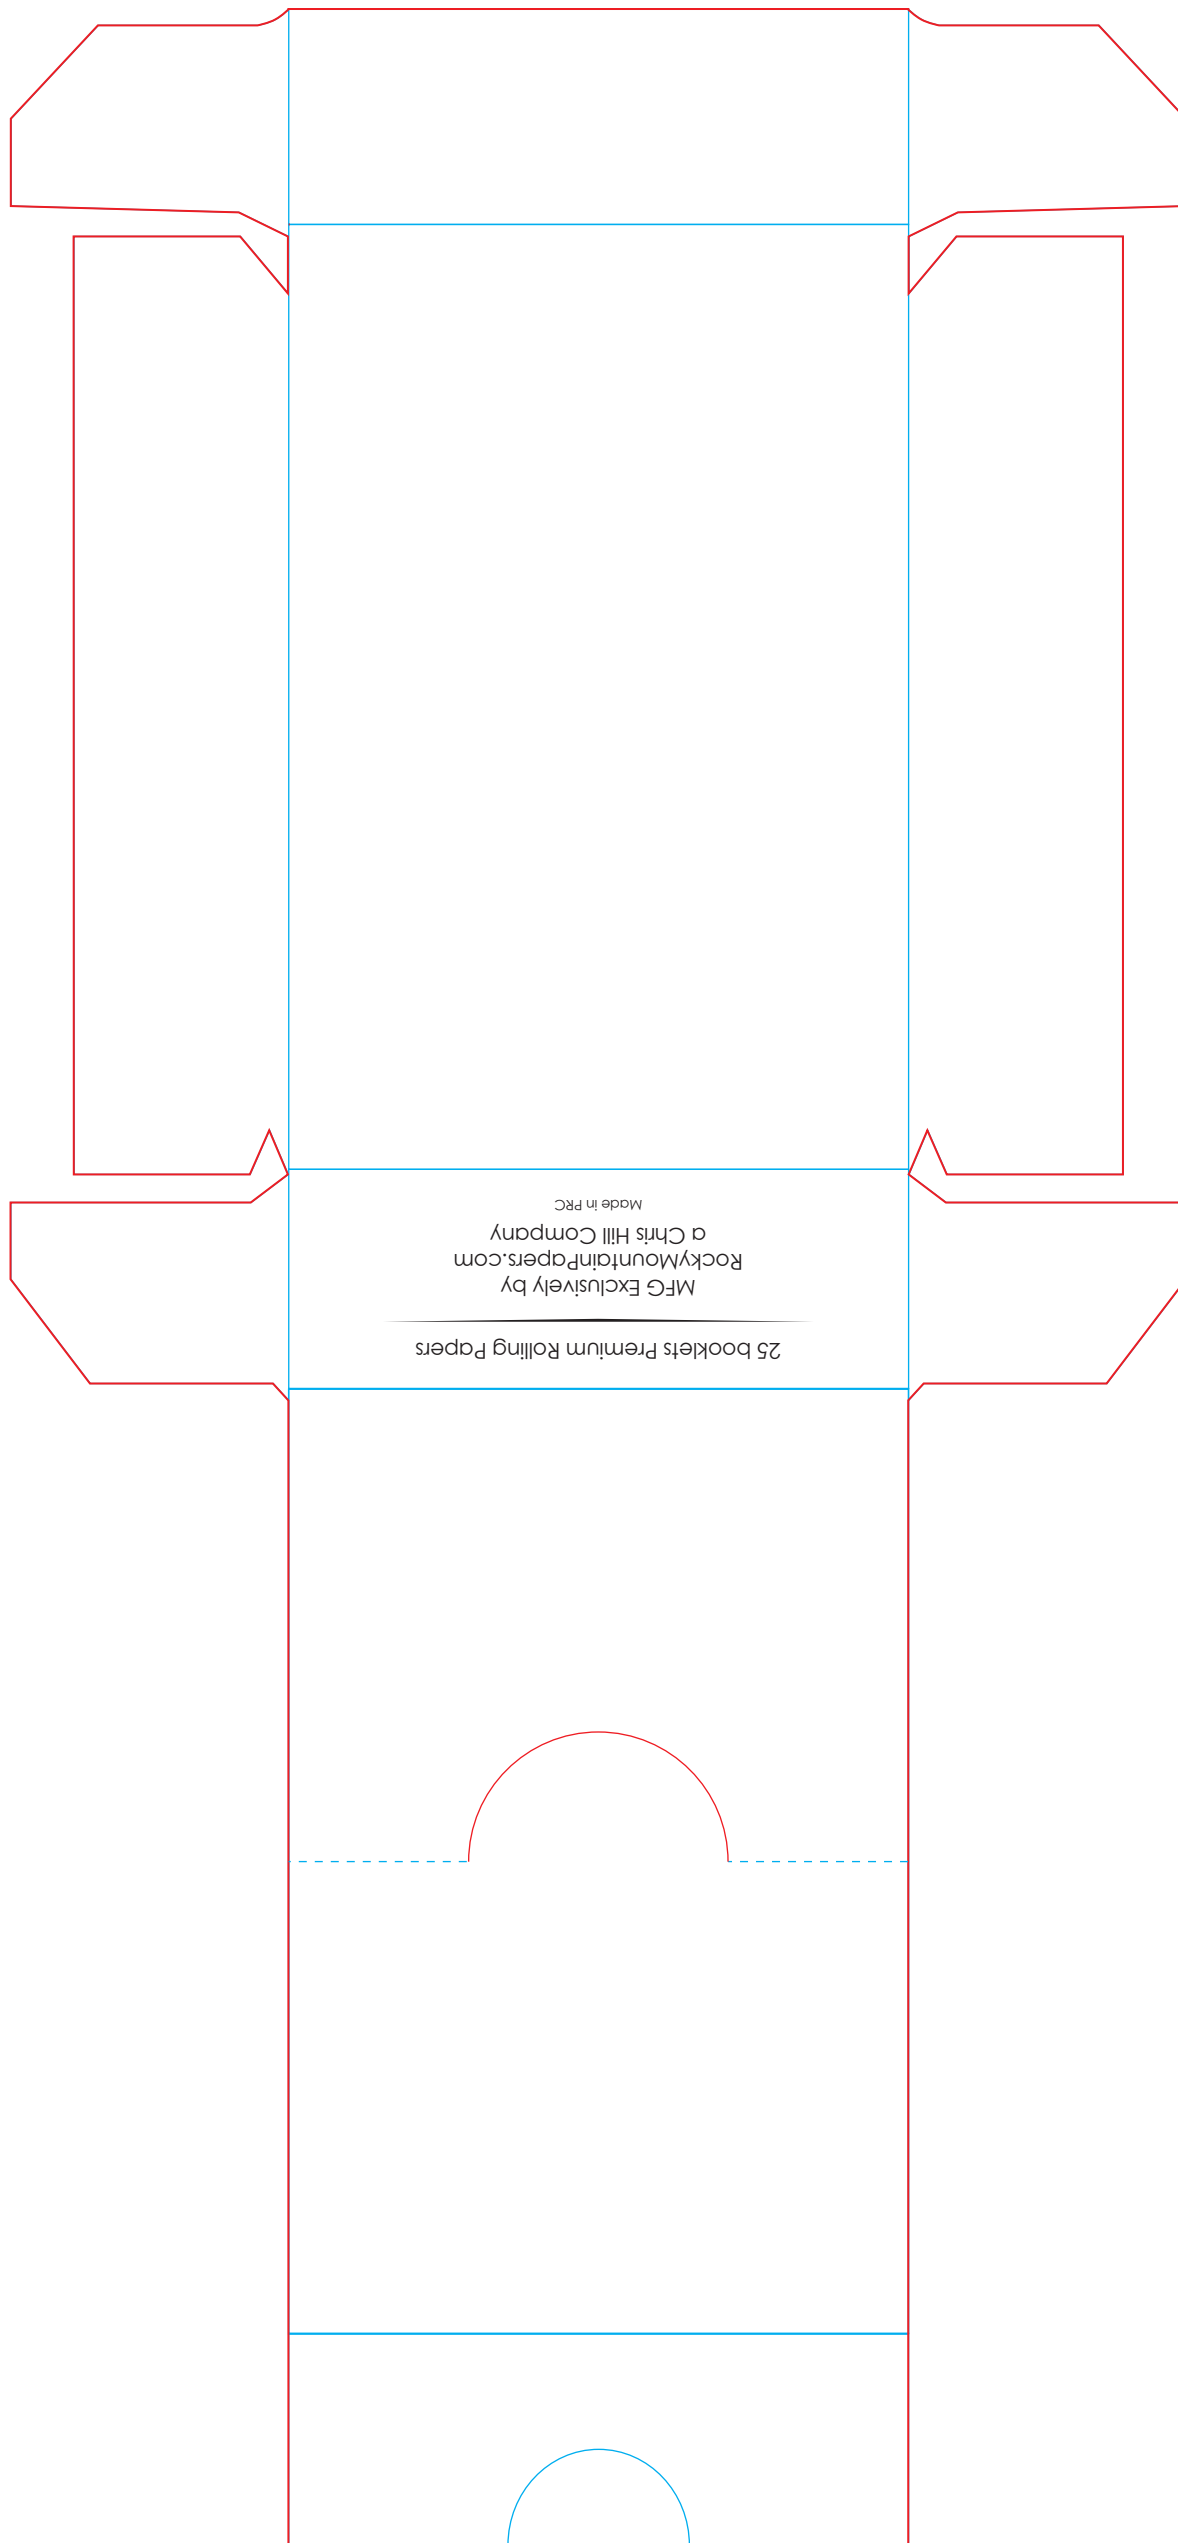 25 booklets Premium Rolling Papers
MFG Exclusively by
RockyMountainPapers.com
a Chris Hill Company
Made in PRC